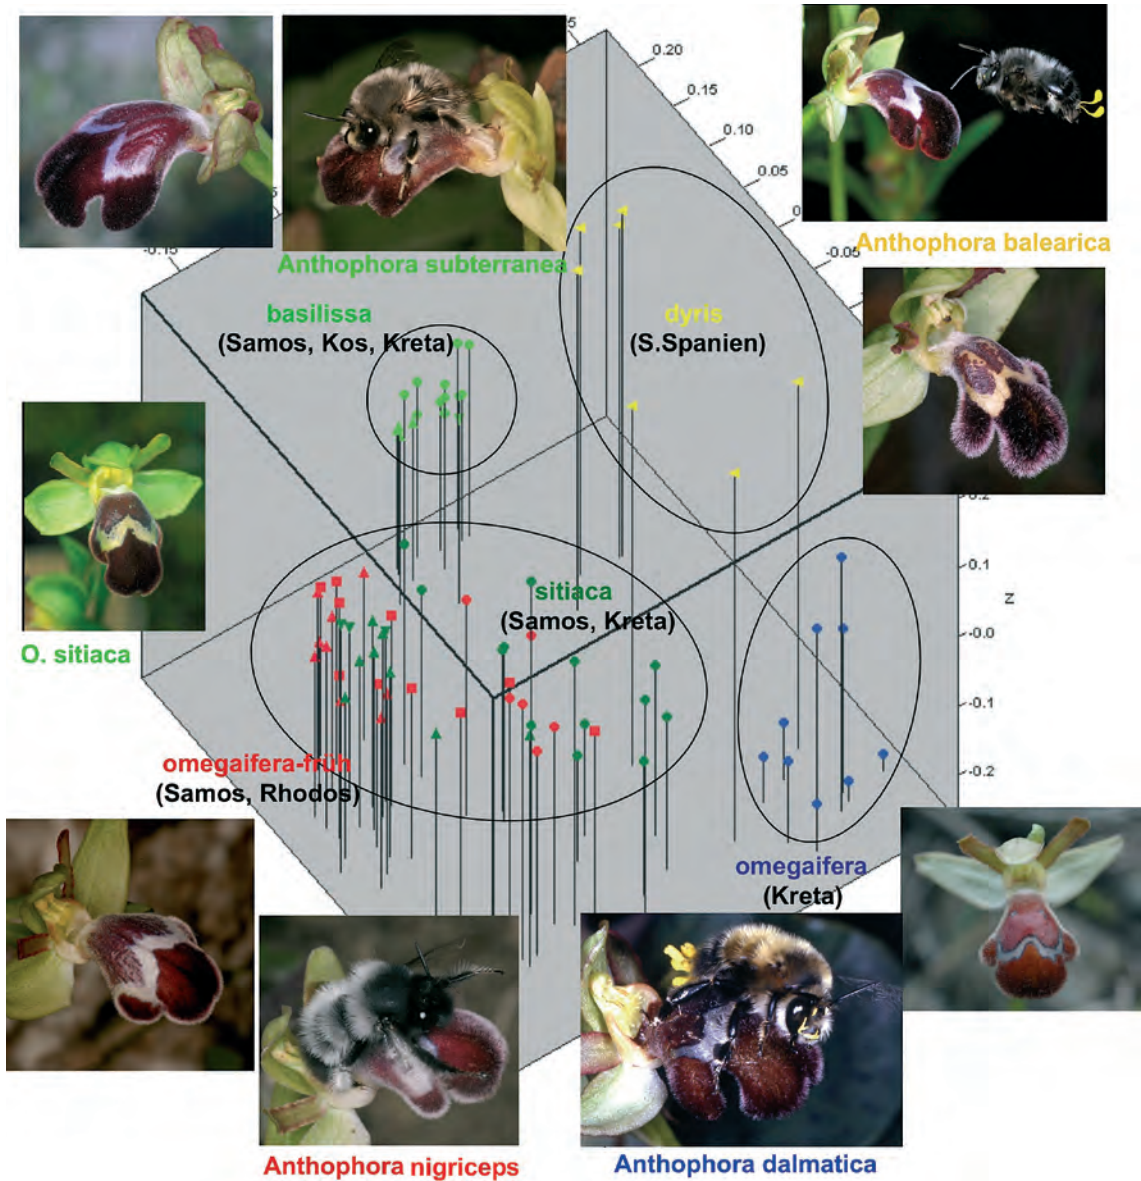 0.20
0.15
0.10
0.05
-0.05
-0.15
Anthophora balearica
Anthophora subterranea
basilissa
(Samos, Kos, Kreta)
dyris
(S.Spanien)
0.2
0.1
-0.0
-0.1
-0.2
z
sitiaca
(Samos, Kreta)
O. sitiaca
omegaifera-früh
(Samos, Rhodos)
omegaifera
(Kreta)
Anthophora nigriceps
Anthophora dalmatica